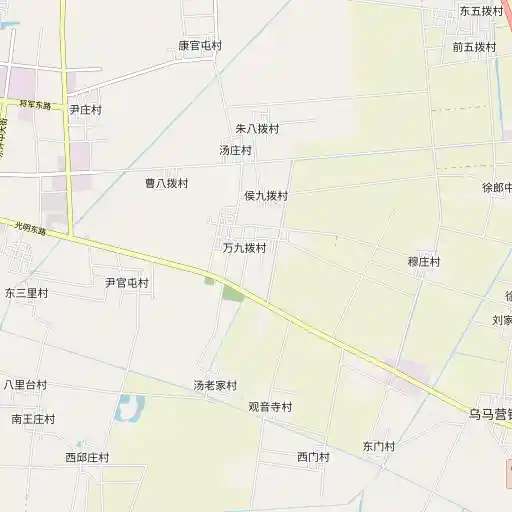 东五拨村
康官屯村
前五拨村
将军东路
尹庄村
朱八拨村
汤庄村
曹八拨村
徐郎中
侯九拨村
光明东路
万九拨村
穆庄村
尹官屯村
东三里村
徐
刘家
八里台村
汤老家村
观音寺村
南王庄村
乌马营镇
东门村
西邱庄村
西门村